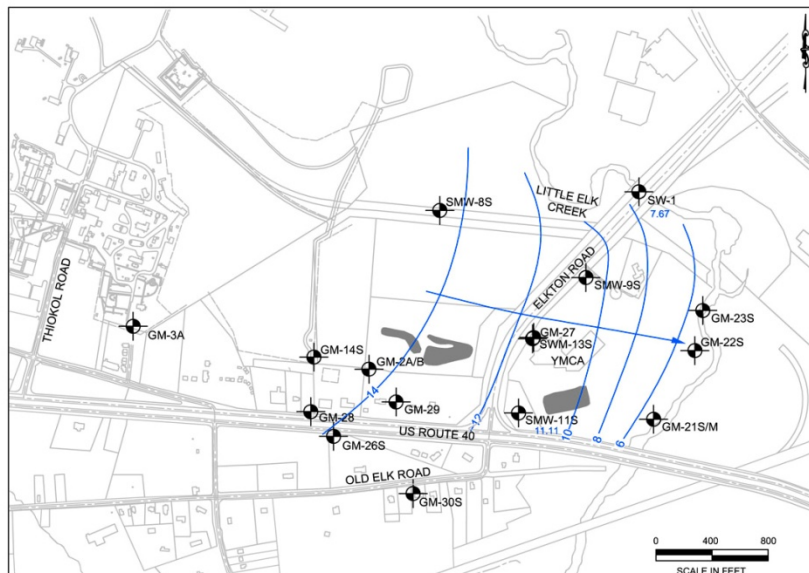 LITTLE ELK
CREEK
SW-1
7.67
SMW-8S
THIOKOL ROAD
ELKTON ROAD
SMW-9S
GM-3A
GM-23S
GM-27
SWM-13S
GM-22S
YMCA
GM-14S
GM-2A/B
14
GM-29
12
GM-28
SMW-11S
11.11
10
8
6
GM-21S/M
US ROUTE 40
GM-26S
OLD ELK ROAD
GM-30S
0 400 800
SCALE IN FEET